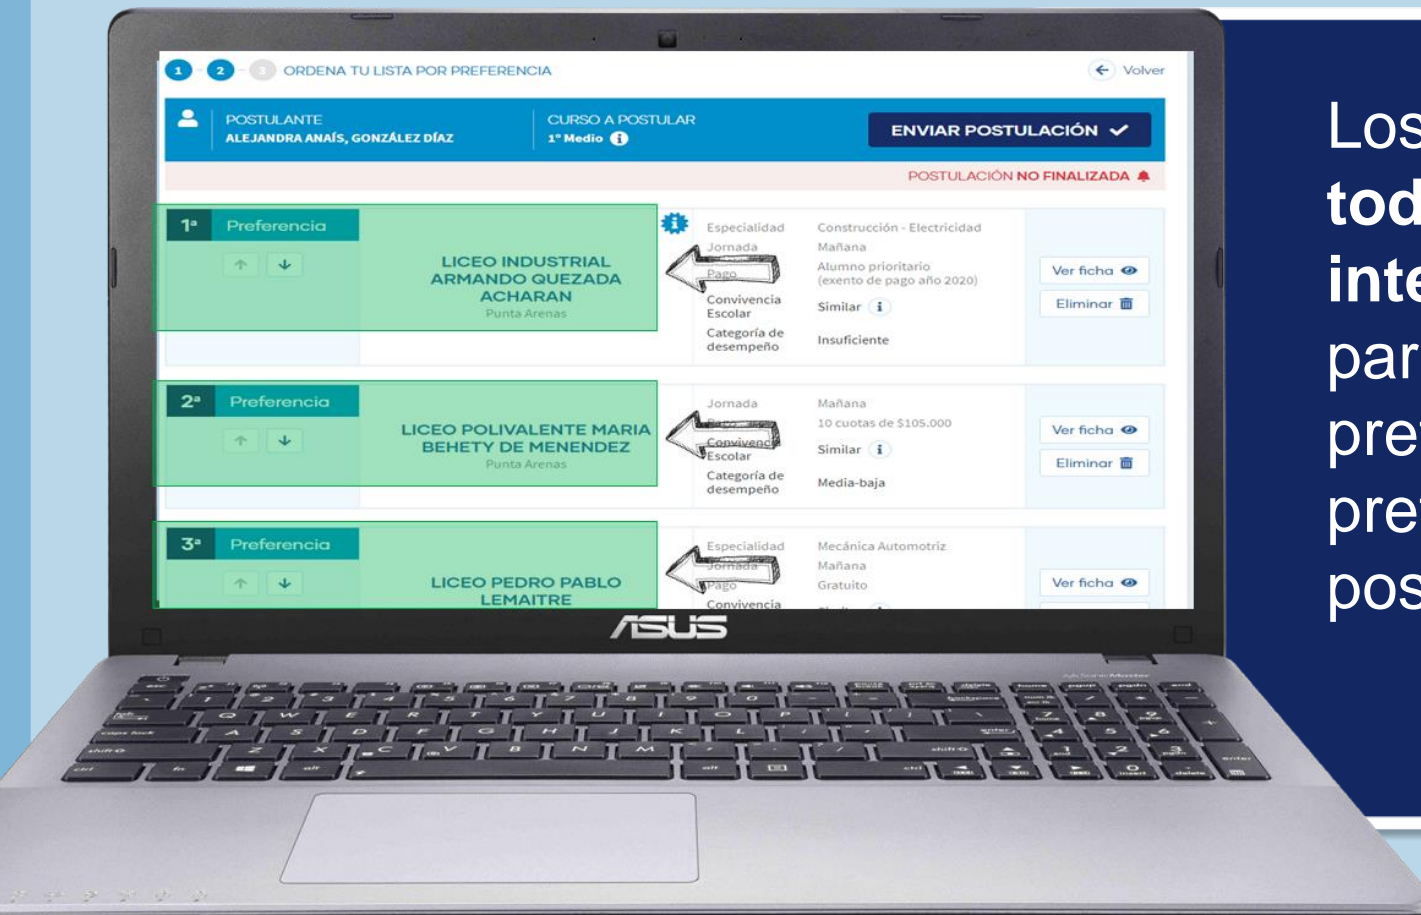 1 - 2 - 3 ORDENA TU LISTA POR PREFERENCIA
Volver
POSTULANTE
ALEJANDRA ANAÍS, GONZÁLEZ DÍAZ
CURSO A POSTULAR
1º Medio
ENVIAR POSTULACIÓN
POSTULACIÓN NO FINALIZADA
1ª Preferencia
LICEO INDUSTRIAL
ARMANDO QUEZADA
ACHARAN
Punta Arenas
Especialidad Construcción - Electricidad
Jornada Mañana
Pago Alumno prioritario
(exento de pago año 2020)
Convivencia
Escolar Similar
Categoría de
desempeño Insuficiente
Ver ficha
Eliminar
2ª Preferencia
LICEO POLIVALENTE MARIA
BEHETY DE MENENDEZ
Punta Arenas
Jornada Mañana
10 cuotas de $105.000
Convivencia
Escolar Similar
Categoría de
desempeño Media-baja
Ver ficha
Eliminar
3ª Preferencia
LICEO PEDRO PABLO
LEMAITRE
Especialidad Mecánica Automotriz
Jornada Mañana
Pago Gratuito
Convivencia
Ver ficha
ASUS
Los
tod
inte
par
pre
pre
pos